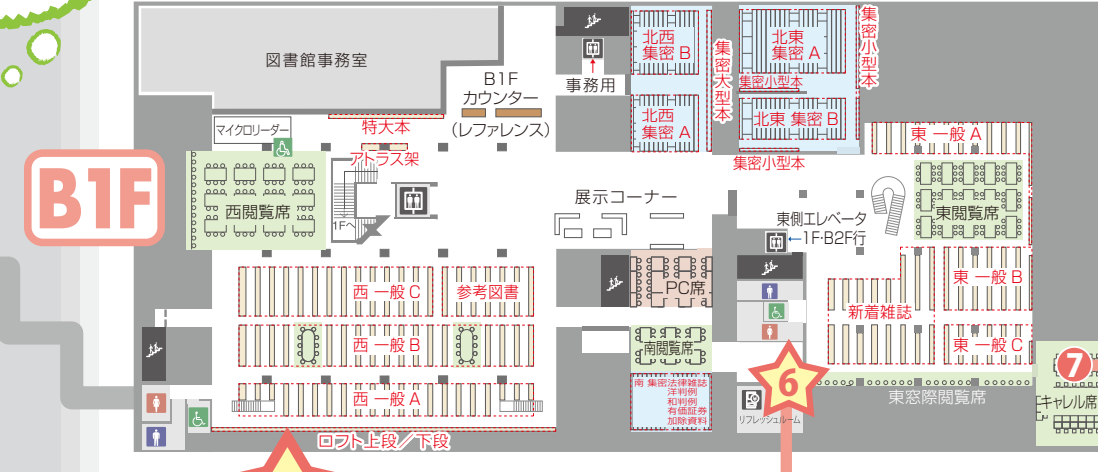 図書館事務室
北西
集密 B
北東
集密 A
集密小型本
集密大型本
事務用
B1F
カウンター
(レファレンス)
集密小型本
マイクロリーダー
特大本
北西
集密 A
北東 集密 B
東 一般 A
アトラス架
集密小型本
B1F
西閲覧席
1Fへ
展示コーナー
東側エレベータ
←1F・B2F行
東閲覧席
西 一般 C
参考図書
PC席
東 一般 B
新着雑誌
西 一般 B
南閲覧席
東 一般 C
6
7
西 一般 A
南 集密法律雑誌
洋判例
和判例
有価証券
加除資料
リフレッシュルーム
東窓際閲覧席
キャレル席
ロフト上段／下段